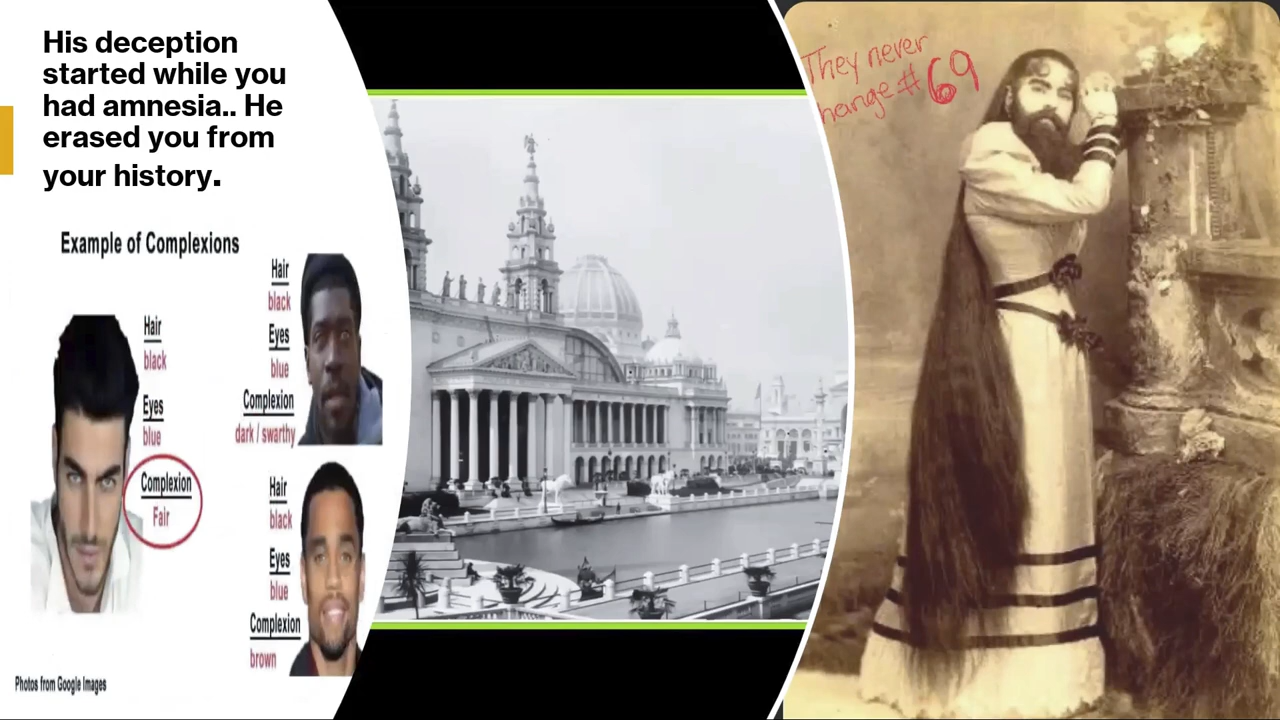 His deception
started while you
had amnesia.. He
erased you from
your history.
Example of Complexions
Hair
black
Eyes
blue
Complexion
Fair
Hair
black
Eyes
blue
Complexion
dark / swarthy
Hair
black
Eyes
blue
Complexion
brown
Photos from Google Images
They never
hange # 69